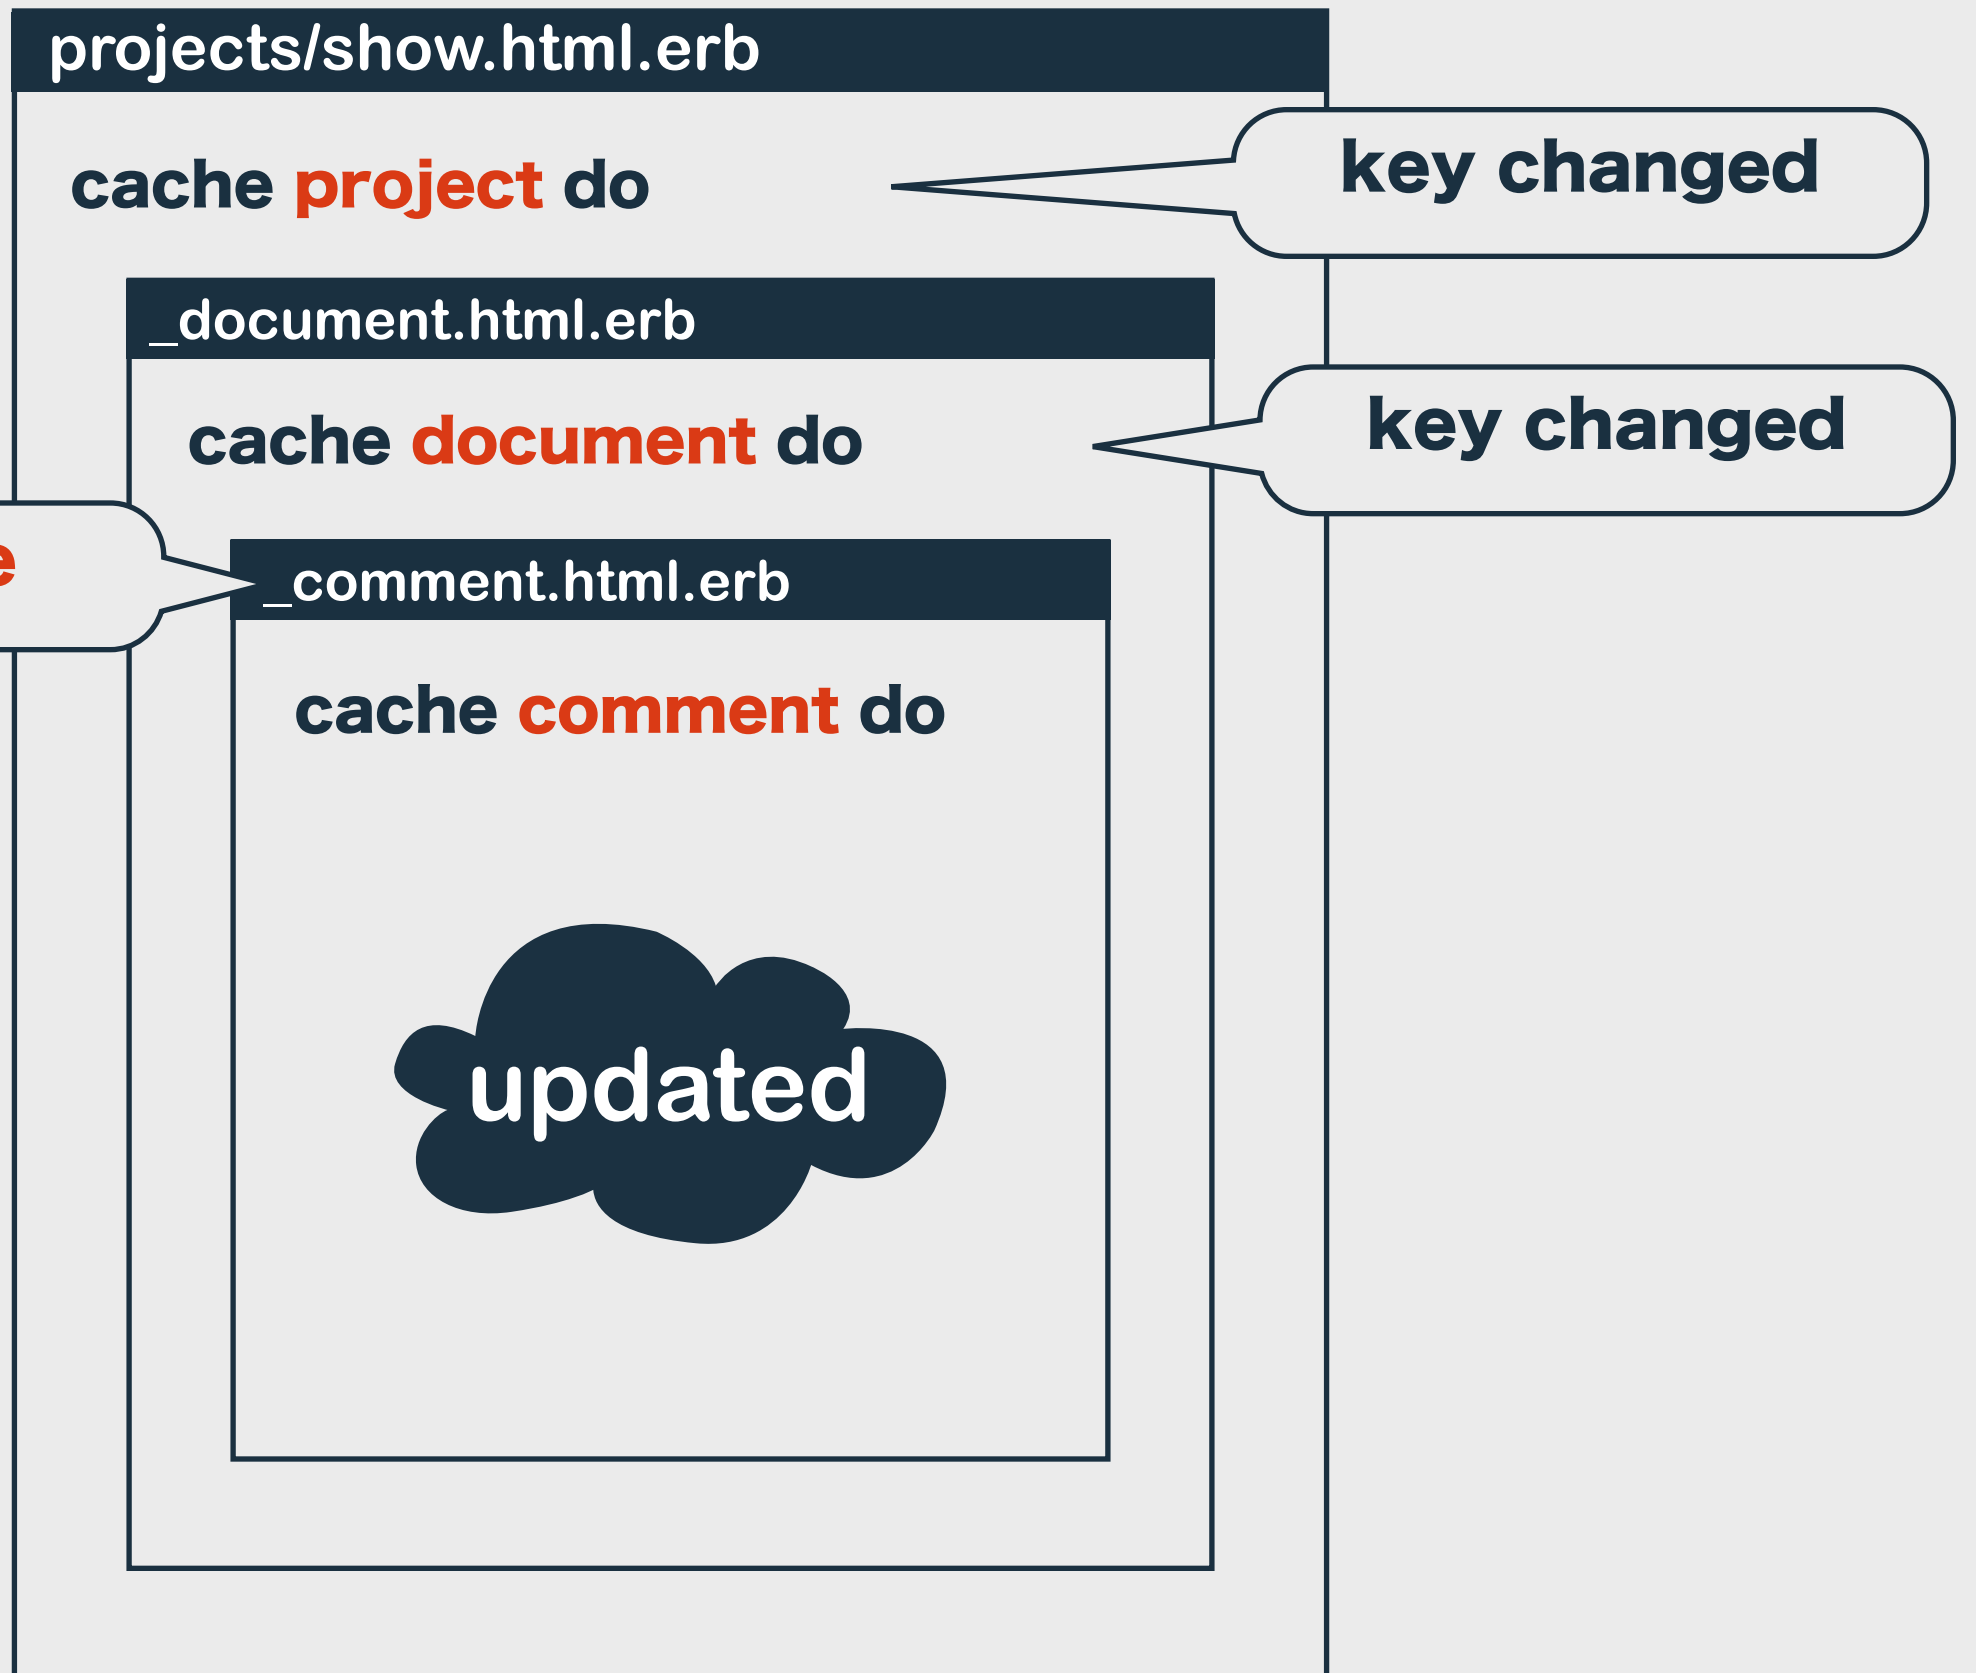 projects/show.html.erb
cache project do
key changed
_document.html.erb
cache document do
key changed
_comment.html.erb
cache comment do
updated